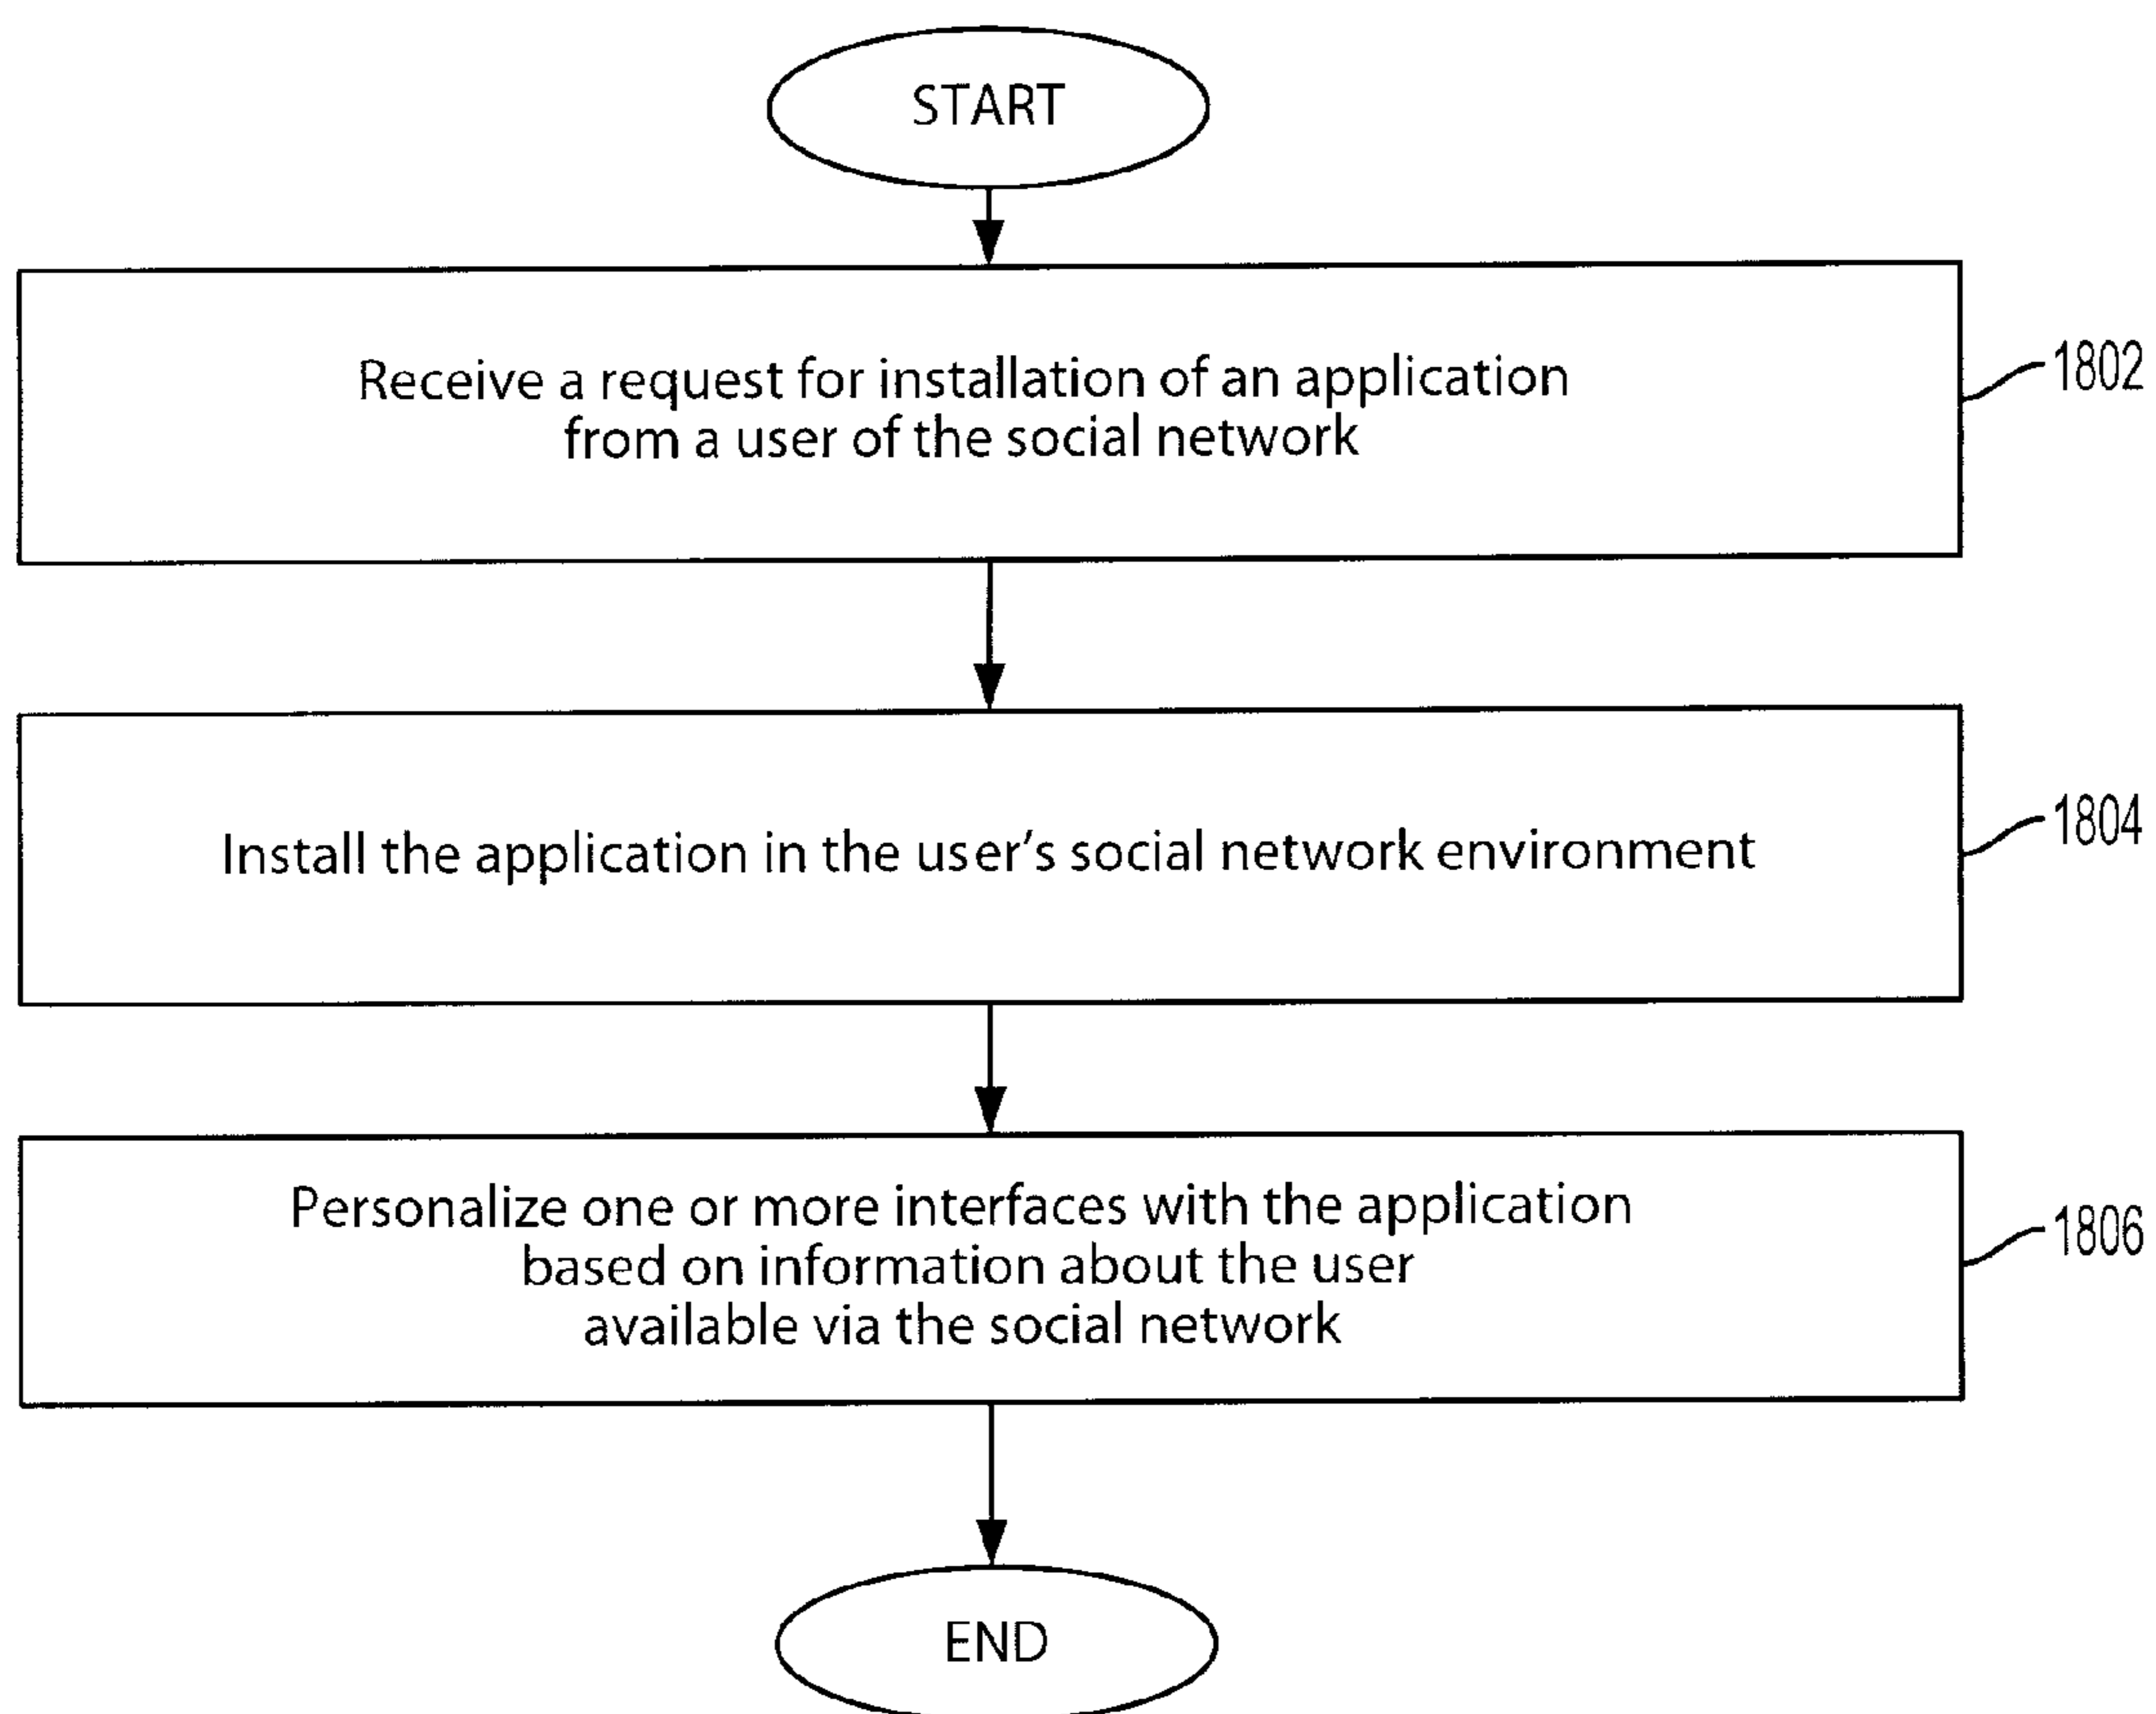 START
Receive a request for installation of an application
from a user of the social network
1802
Install the application in the user’s social network environment
1804
Personalize one or more interfaces with the application
based on information about the user
available via the social network
1806
END